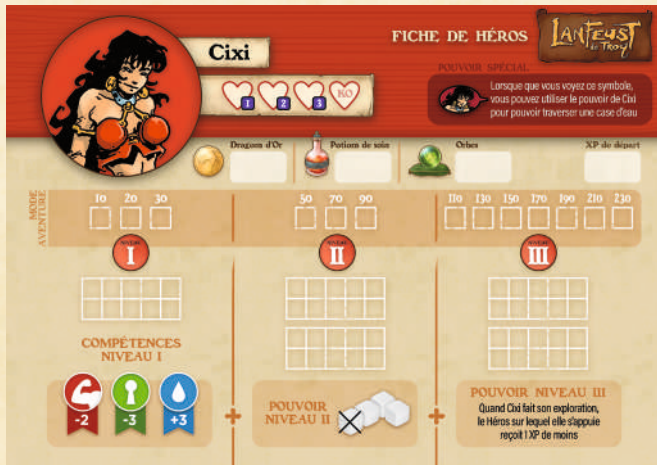 Cixi
FICHE DE HÉROS
LANFEUST
de TROY
1 2 3 KO
POUVOIR SPÉCIAL
Lorsque que vous voyez ce symbole,
vous pouvez utiliser le pouvoir de Cixi
pour pouvoir traverser une case d'eau
Dragons d'Or
Potions de soin
Orbes
XP de départ
MODE
AVENTURE
10 20 30
50 70 90
110 130 150 170 190 210 230
NIVEAU
I
NIVEAU
II
NIVEAU
III
COMPÉTENCES
NIVEAU I
-2 -3 +3
+
POUVOIR
NIVEAU II
+
POUVOIR NIVEAU III
Quand Cixi fait son exploration,
le Héros sur lequel elle s'appuie
reçoit 1 XP de moins